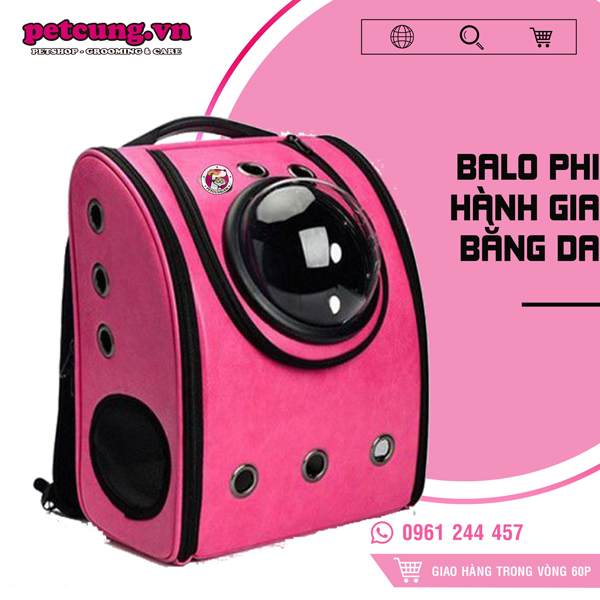 petcung.vn
PETSHOP - GROOMING & CARE
BALO PHI
HÀNH GIA
BẰNG DA
0961 244 457
GIAO HÀNG TRONG VÒNG 60P